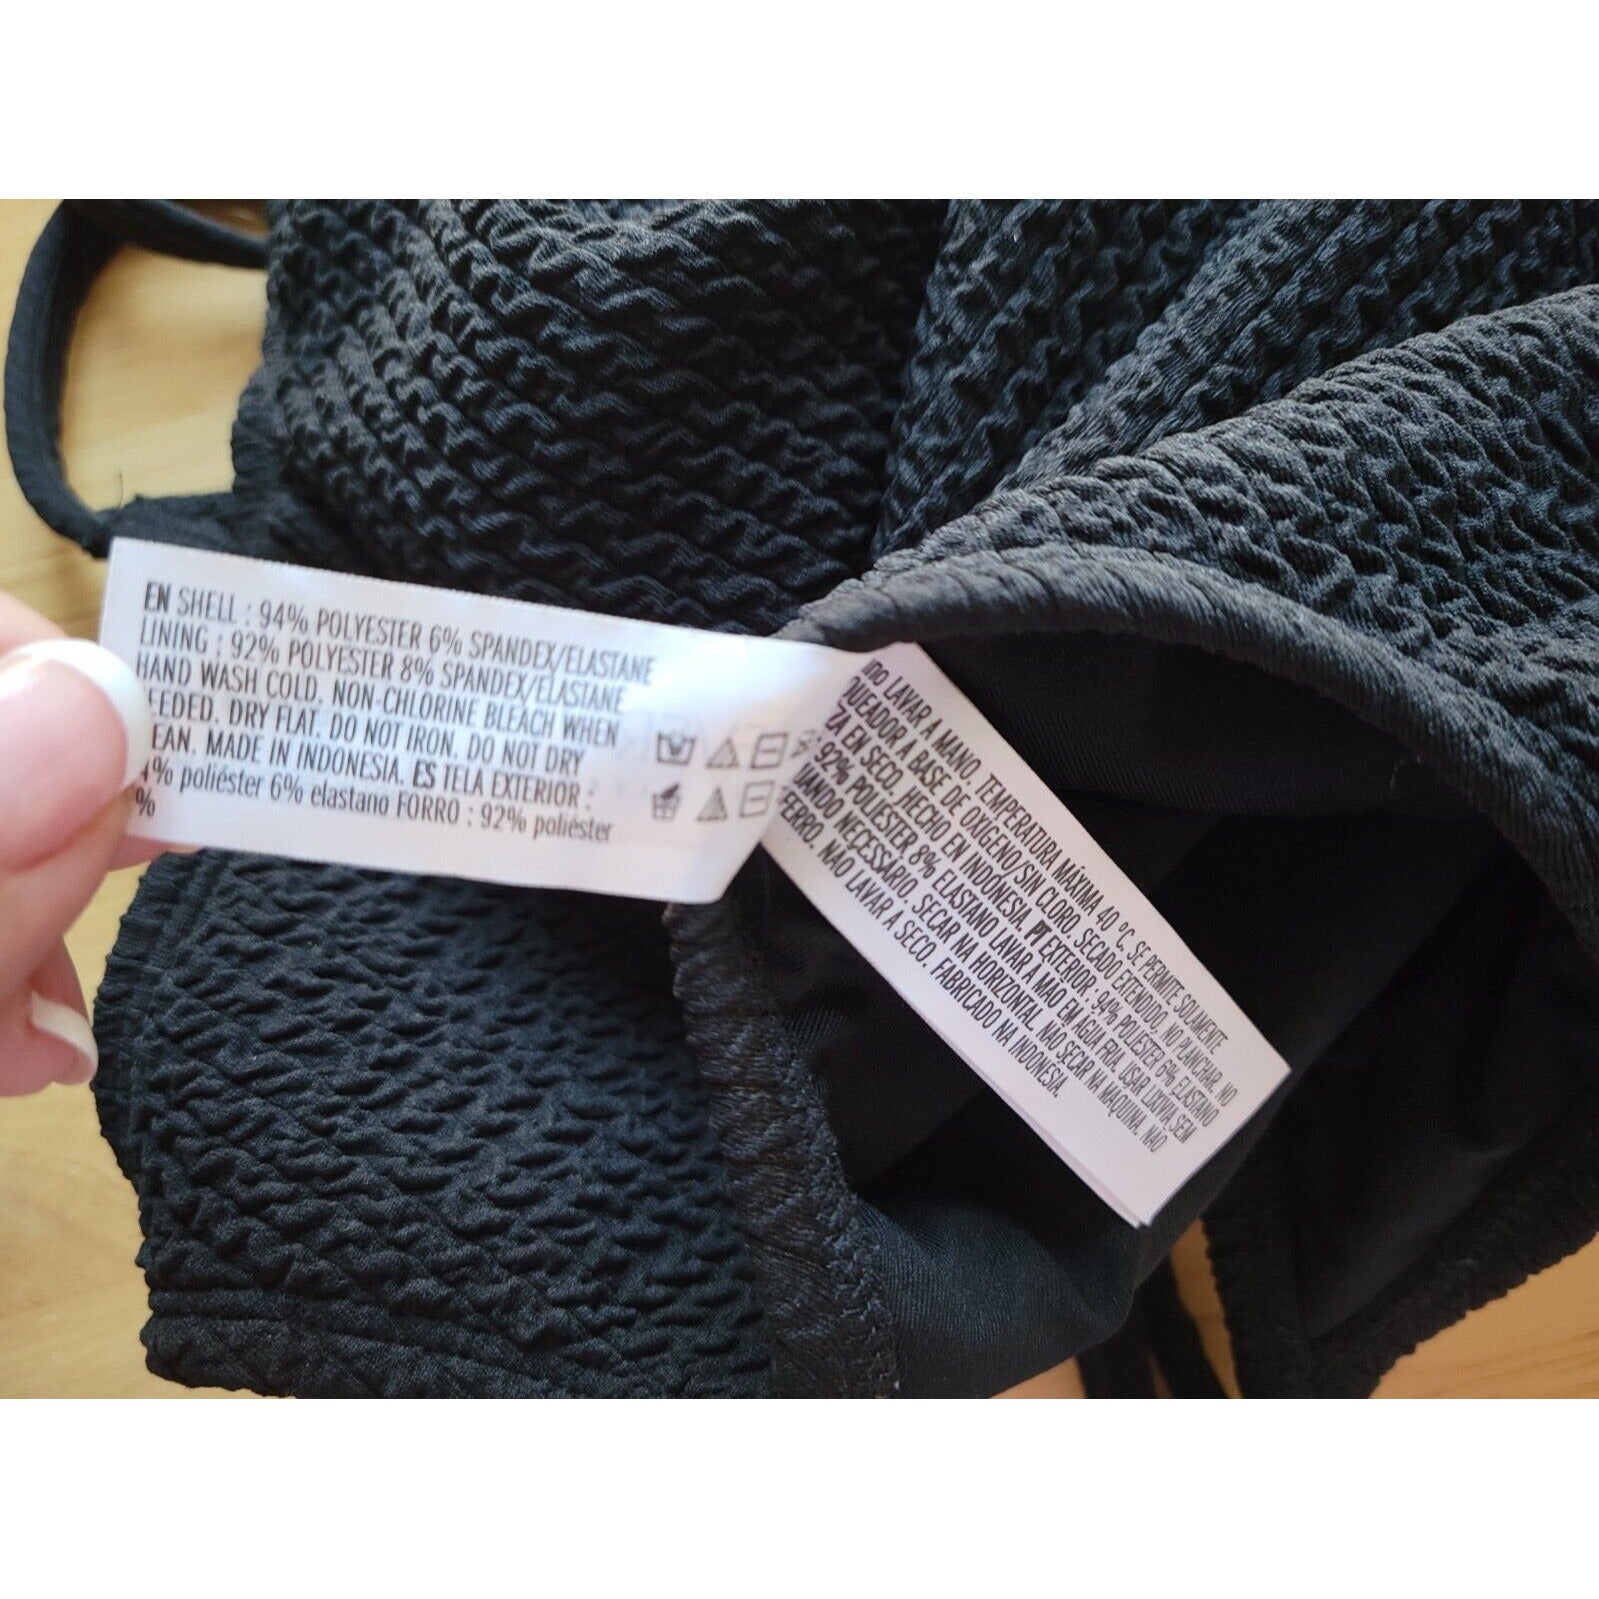 EN SHELL : 94% POLYESTER 6% SPANDEX/ELASTANE
LINING : 92% POLYESTER 8% SPANDEX/ELASTANE
HAND WASH COLD. NON-CHLORINE BLEACH WHEN
EEDED. DRY FLAT. DO NOT IRON. DO NOT DRY
EAN. MADE IN INDONESIA. ES TELA EXTERIOR :
4% poliéster 6% elastano FORRO : 92% poliéster
%
ano LAVAR A MANO. TEMPERATURA MÁXIMA 40 °C. SE PERMITE SOLAMENTE
QUEADOR A BASE DE OXIGENO/SIN CLORO. SECADO EXTENDIDO. NO PLANCHAR. NO
ZA EN SECO. HECHO EN INDONESIA. PT EXTERIOR : 94% POLIÉSTER 6% ELASTANO
92% POLIÉSTER 8% ELASTANO LAVAR À MÃO EM ÁGUA FRIA. USAR LIXIVIA, SEM
UANDO NECESSÁRIO. SECAR NA HORIZONTAL. NÃO SECAR NA MAQUINA. NÃO
FERRO. NÃO LAVAR A SECO. FABRICADO NA INDONESIA.